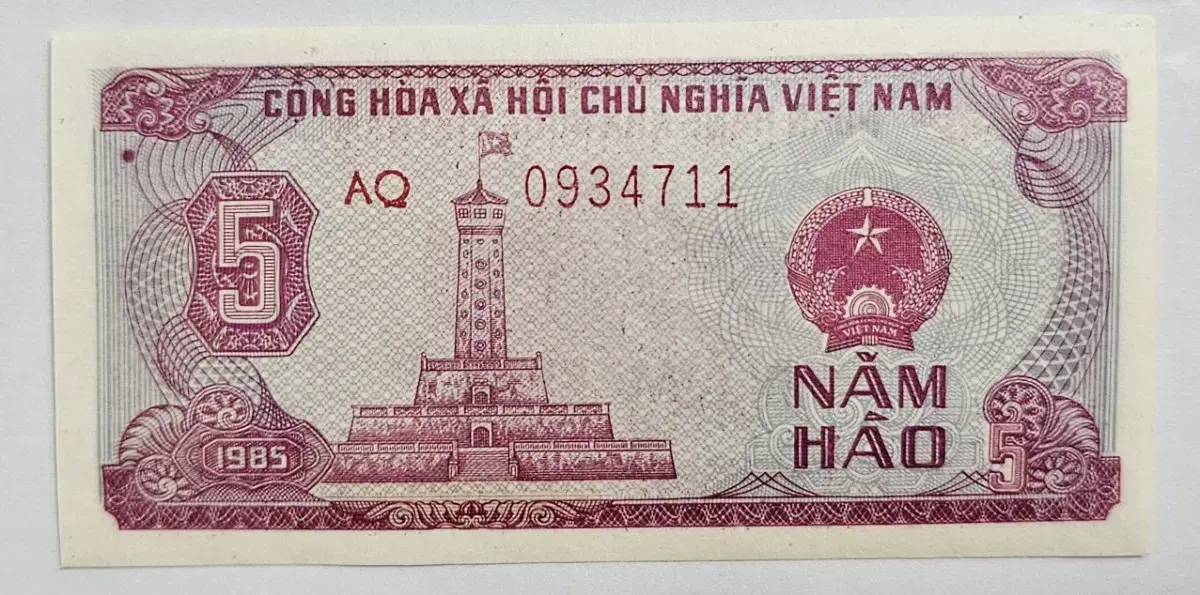 CỘNG HÒA XÃ HỘI CHỦ NGHĨA VIỆT NAM
AQ 0934711
5
VIỆT NAM
NĂM
HÀO
1985
5